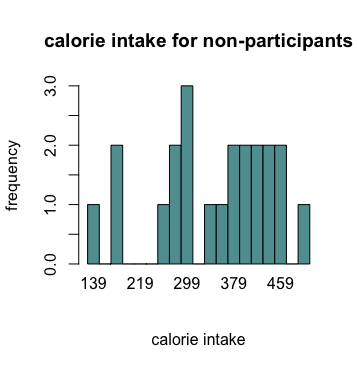 calorie intake for non-participants
frequency
3.0
2.0
1.0
0.0
139 219 299 379 459
calorie intake